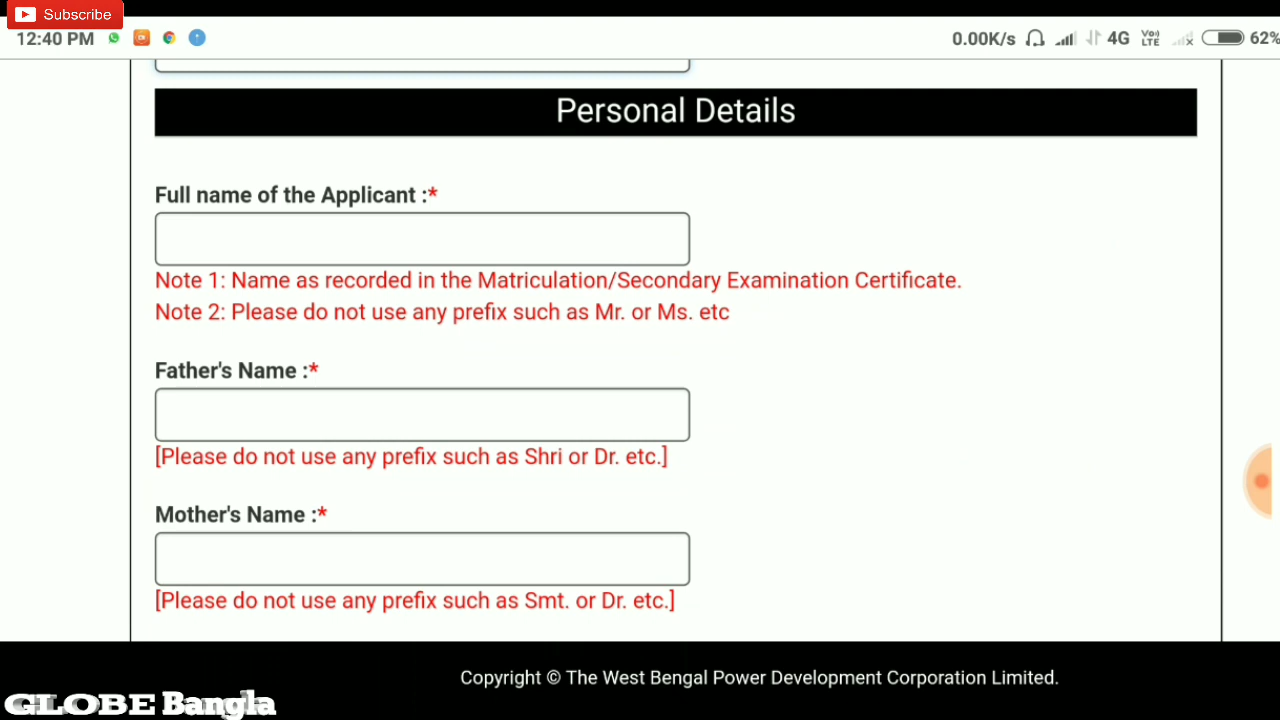 Subscribe
12:40 PM
0.00K/s 4G Vo)) LTE 62%
Personal Details
Full name of the Applicant :*
Note 1: Name as recorded in the Matriculation/Secondary Examination Certificate.
Note 2: Please do not use any prefix such as Mr. or Ms. etc
Father's Name :*
[Please do not use any prefix such as Shri or Dr. etc.]
Mother's Name :*
[Please do not use any prefix such as Smt. or Dr. etc.]
Copyright © The West Bengal Power Development Corporation Limited.
GLOBE Bangla